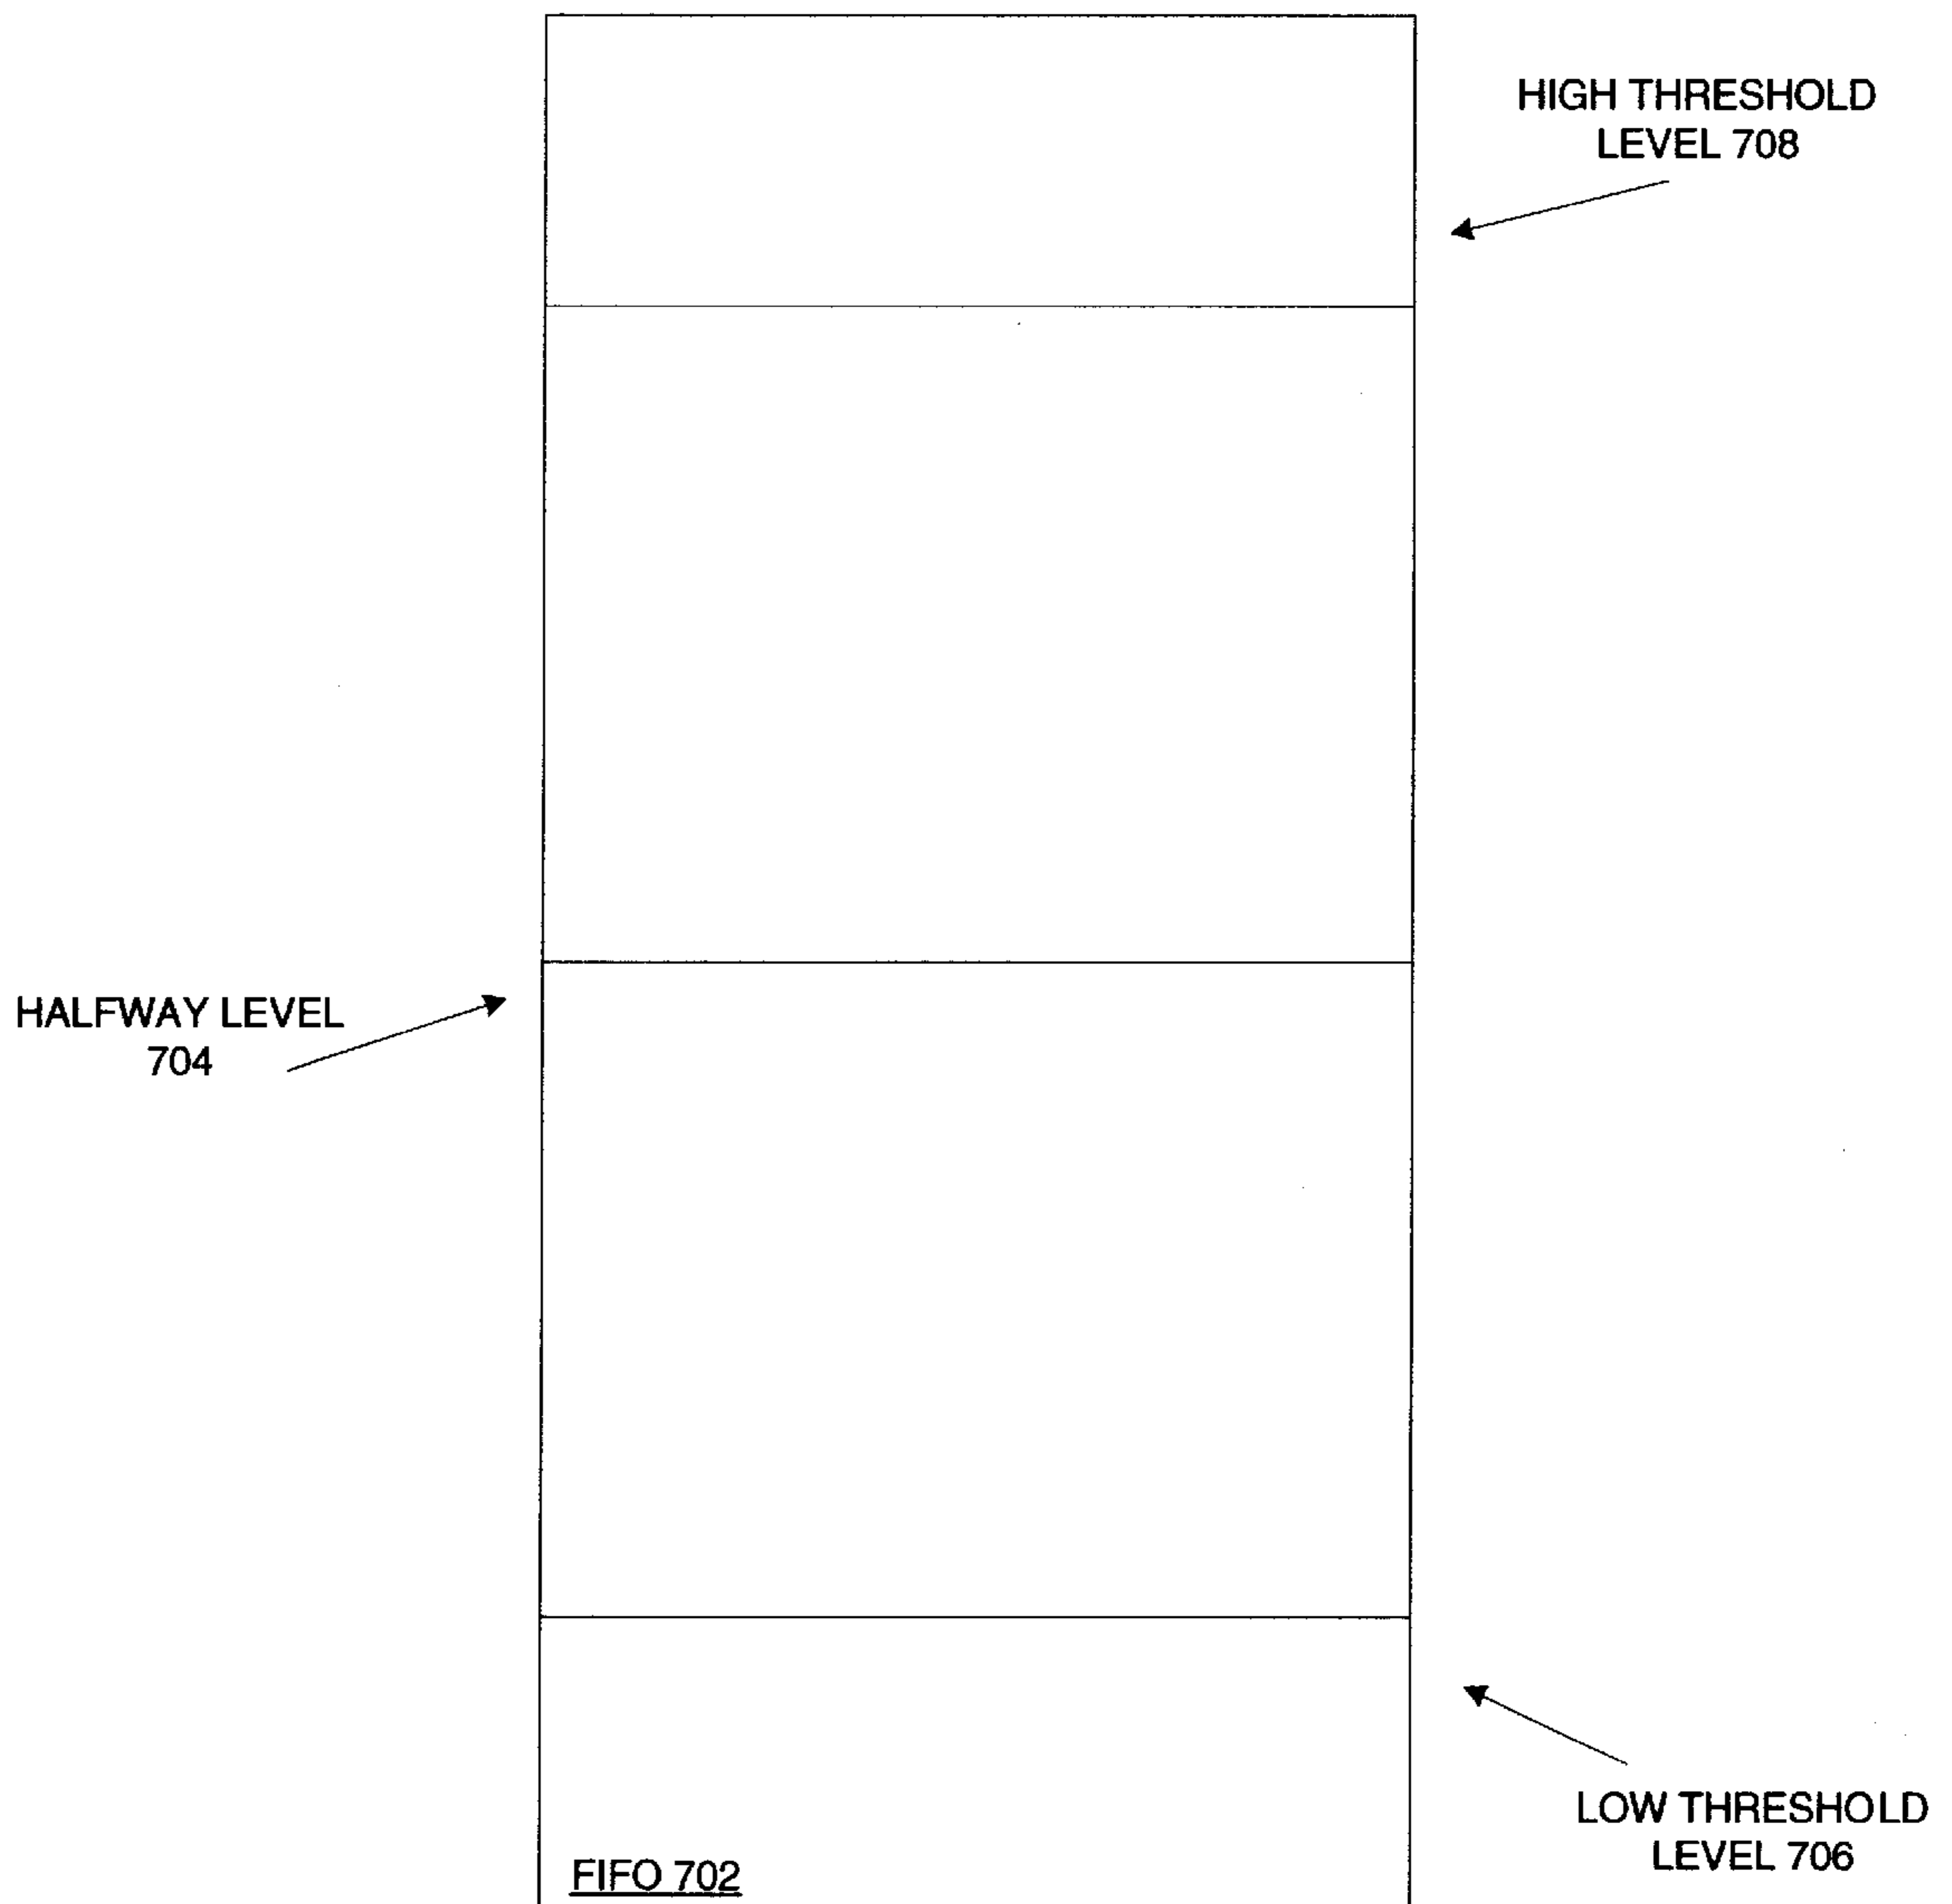 HIGH THRESHOLD
LEVEL 708
HALFWAY LEVEL
704
LOW THRESHOLD
LEVEL 706
FIFO 702